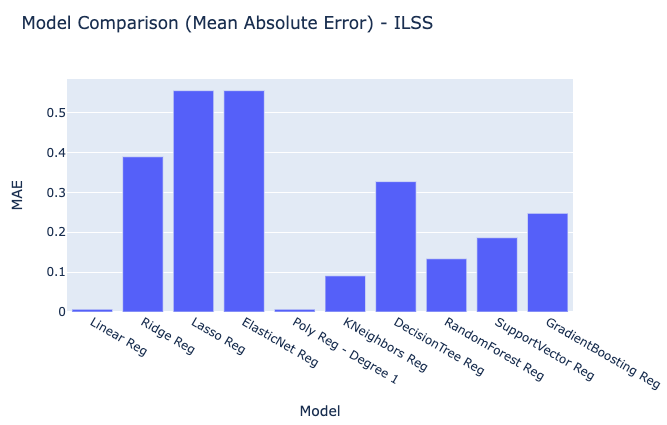 Model Comparison (Mean Absolute Error) - ILSS
MAE
0.5
0.4
0.3
0.2
0.1
0
Linear Reg
Ridge Reg
Lasso Reg
ElasticNet Reg
Poly Reg - Degree 1
KNeighbors Reg
DecisionTree Reg
RandomForest Reg
SupportVector Reg
GradientBoosting Reg
Model